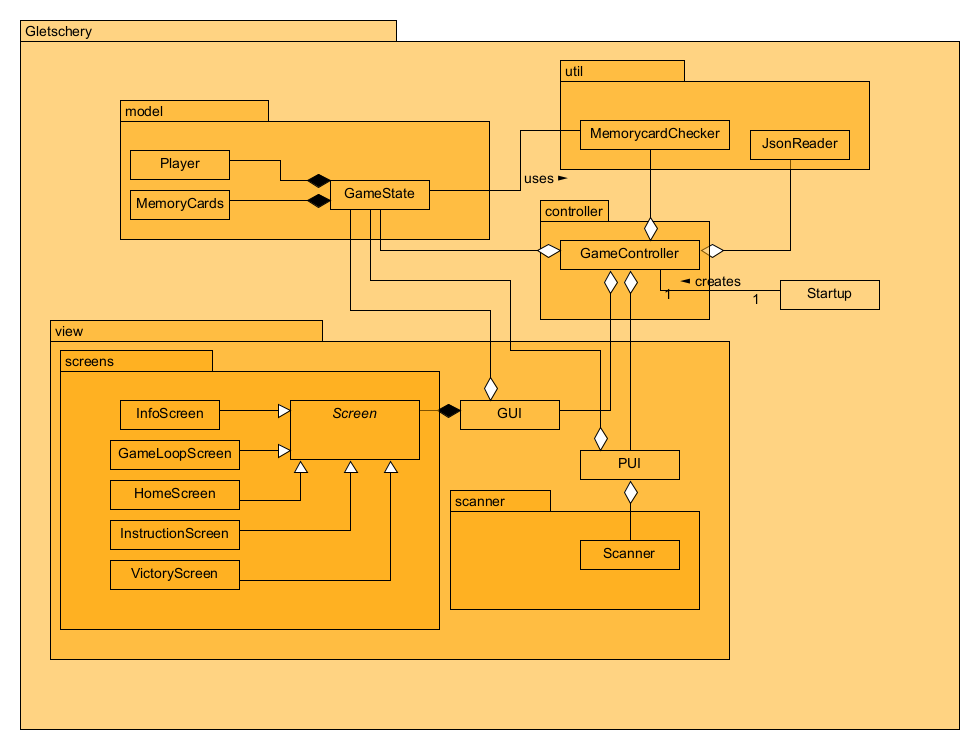 Gletschery
util
model
MemorycardChecker
JsonReader
Player
GameState
MemoryCards
uses ►
controller
GameController
◄ creates
1
1
Startup
view
screens
InfoScreen
Screen
GUI
GameLoopScreen
PUI
HomeScreen
scanner
InstructionScreen
Scanner
VictoryScreen